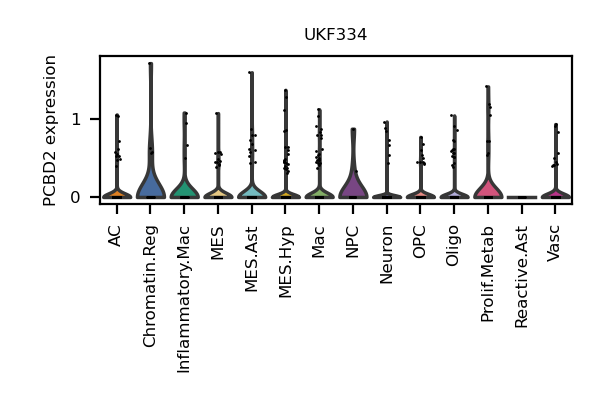 UKF334
PCBD2 expression
1
0
AC
Chromatin.Reg
Inflammatory.Mac
MES
MES.Ast
MES.Hyp
Mac
NPC
Neuron
OPC
Oligo
Prolif.Metab
Reactive.Ast
Vasc